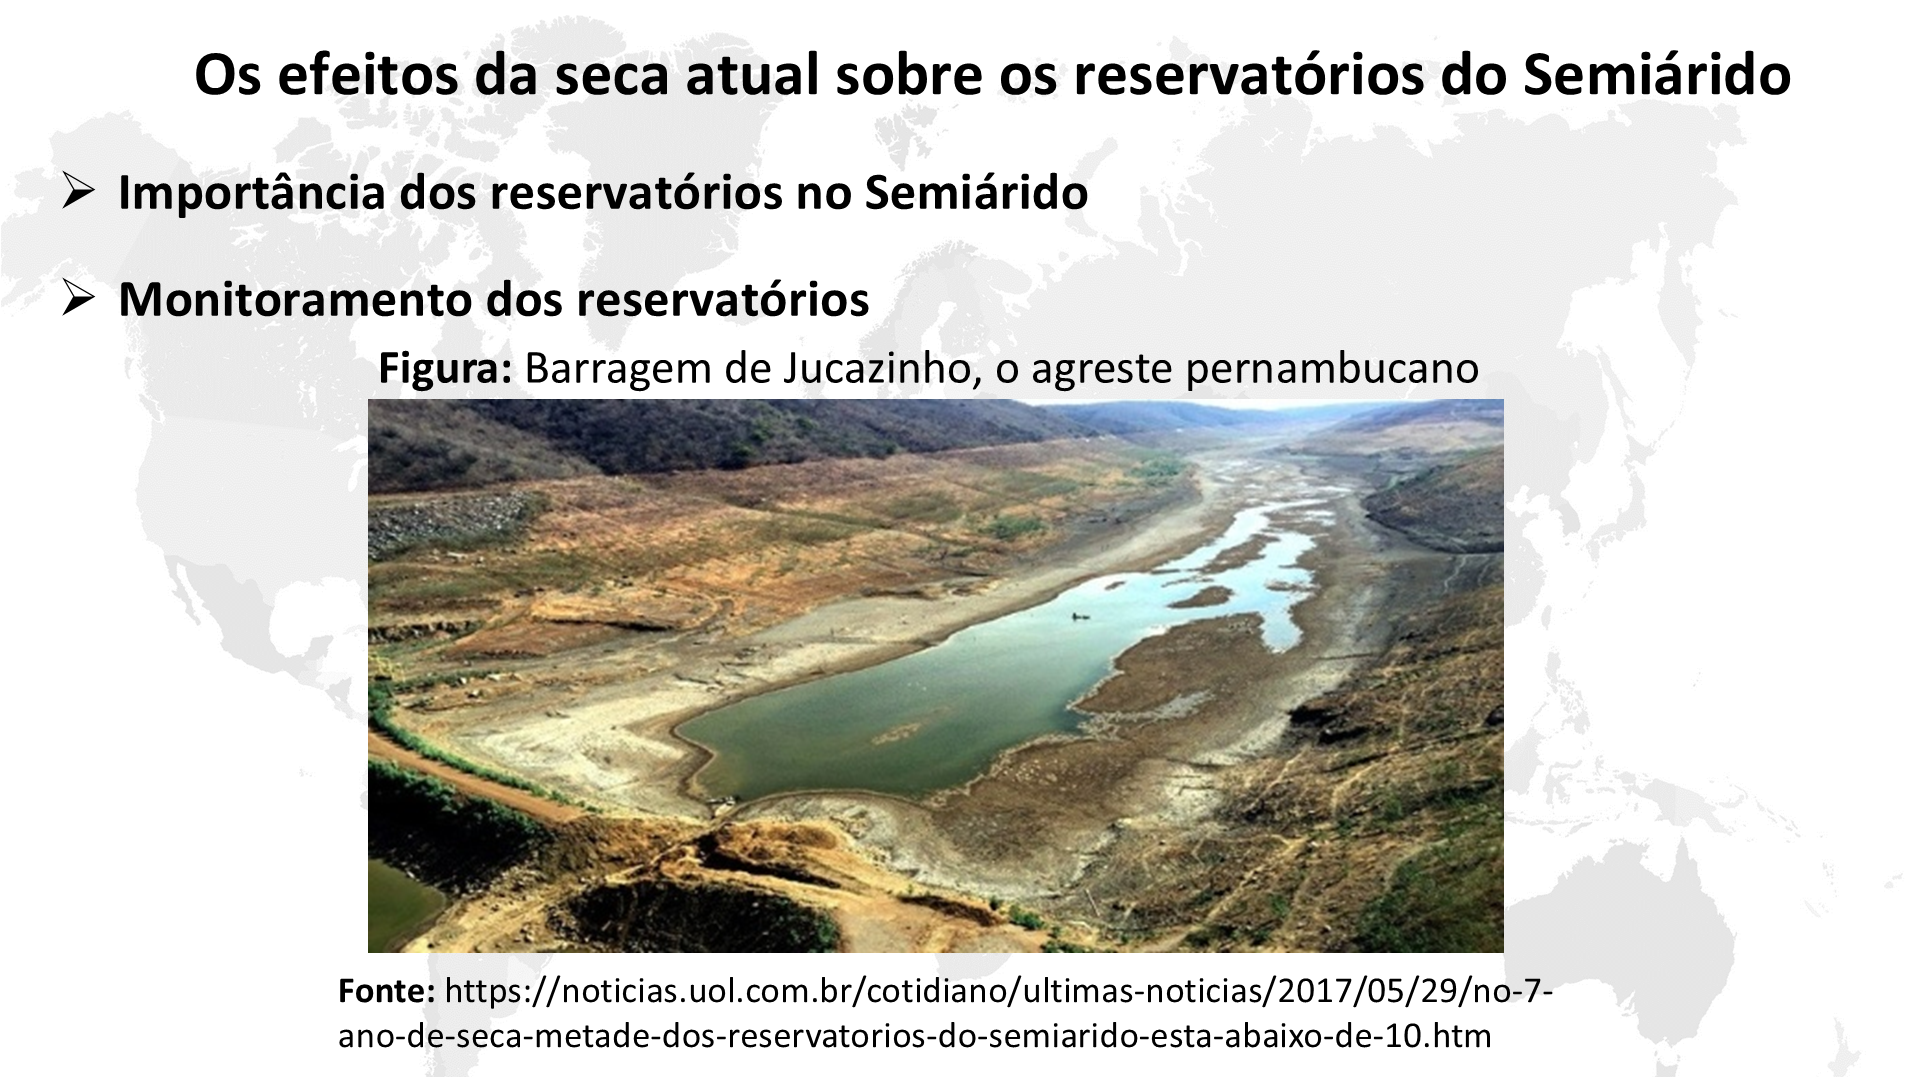 Os efeitos da seca atual sobre os reservatórios do Semiárido
Importância dos reservatórios no Semiárido
Monitoramento dos reservatórios
Figura: Barragem de Jucazinho, o agreste pernambucano
Fonte: https://noticias.uol.com.br/cotidiano/ultimas-noticias/2017/05/29/no-7-
ano-de-seca-metade-dos-reservatorios-do-semiarido-esta-abaixo-de-10.htm